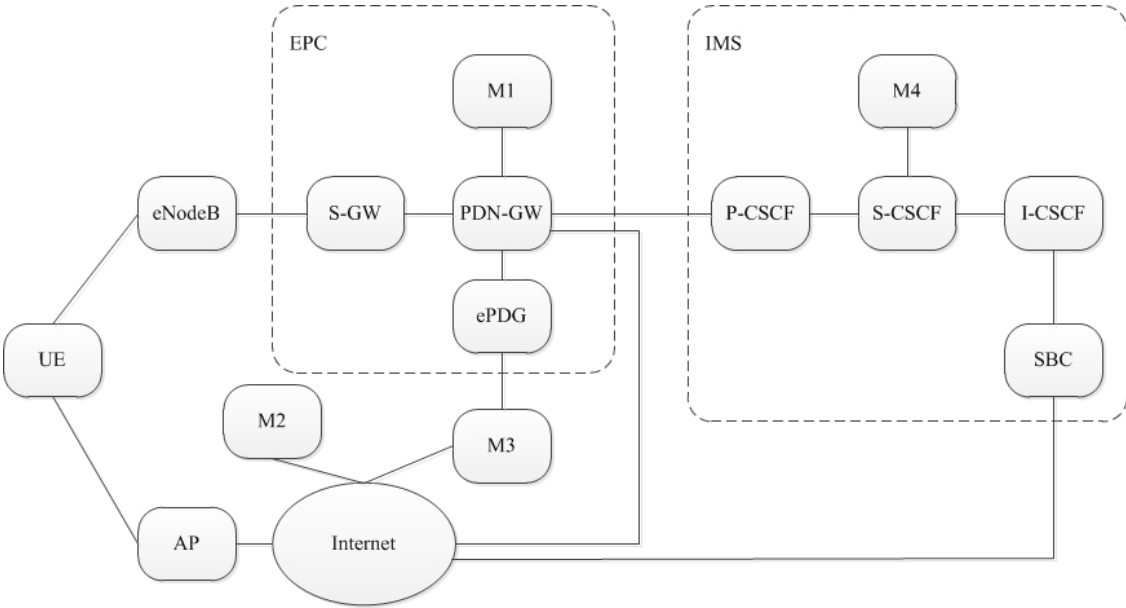 EPC
IMS
M1
M4
eNodeB
S-GW
PDN-GW
P-CSCF
S-CSCF
I-CSCF
ePDG
UE
SBC
M2
M3
AP
Internet